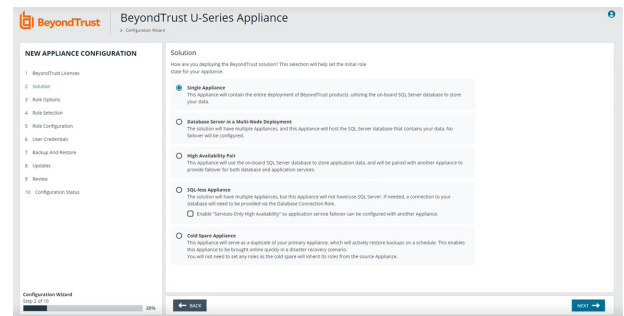 BeyondTrust
BeyondTrust U-Series Appliance
> Configuration Wizard
NEW APPLIANCE CONFIGURATION
1 BeyondTrust Licenses
2 Solution
3 Role Options
4 Role Selection
5 Role Configuration
6 User Credentials
7 Backup And Restore
8 Updates
9 Review
10 Configuration Status
Configuration Wizard
Step 2 of 10
20%
Solution
How are you deploying the BeyondTrust solution? This selection will help set the initial role
state for your Appliance.
Single Appliance
This Appliance will contain the entire deployment of BeyondTrust products, utilizing the on-board SQL Server database to store
your data.
Database Server in a Multi-Node Deployment
The solution will have multiple Appliances, and this Appliance will host the SQL Server database that contains your data. No
failover will be configured.
High Availability Pair
This Appliance will use the on-board SQL Server database to store application data, and will be paired with another Appliance to
provide failover for both database and application services.
SQL-less Appliance
The solution will have multiple Appliances, but this Appliance will not have/use SQL Server. If needed, a connection to your
database will need to be provided via the Database Connection Role.
Enable "Services-Only High Availability" so application service failover can be configured with another Appliance.
Cold Spare Appliance
This Appliance will serve as a duplicate of your primary Appliance, which will actively restore backups on a schedule. This enables
this Appliance to be brought online quickly in a disaster recovery scenario.
You will not need to set any roles as the cold spare will inherit its roles from the source Appliance.
BACK
NEXT